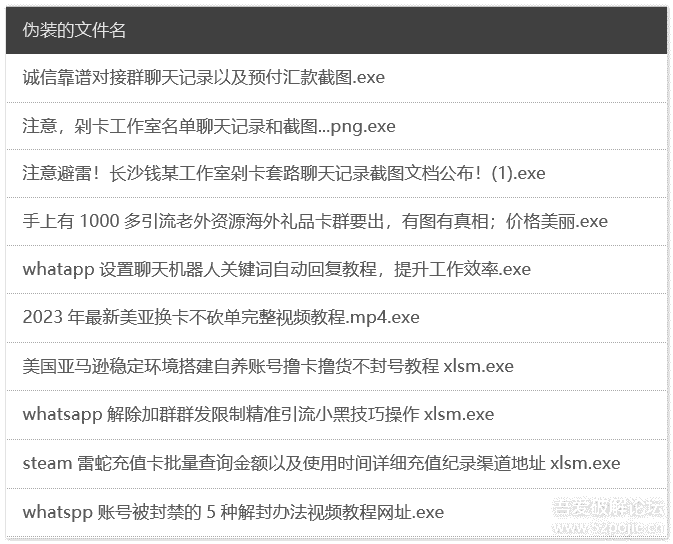 伪装的文件名
诚信靠谱对接群聊天记录以及预付汇款截图.exe
注意，剁卡工作室名单聊天记录和截图...png.exe
注意避雷！长沙钱某工作室剁卡套路聊天记录截图文档公布！(1).exe
手上有 1000 多引流老外资源海外礼品卡群要出，有图有真相；价格美丽.exe
whatapp 设置聊天机器人关键词自动回复教程，提升工作效率.exe
2023 年最新美亚换卡不砍单完整视频教程.mp4.exe
美国亚马逊稳定环境搭建自养账号撸卡撸货不封号教程 xlsm.exe
whatsapp 解除加群群发限制精准引流小黑技巧操作 xlsm.exe
steam 雷蛇充值卡批量查询金额以及使用时间详细充值纪录渠道地址 xlsm.exe
whatspp 账号被封禁的 5 种解封办法视频教程网址.exe
吾爱破解论坛
www.52pojie.cn